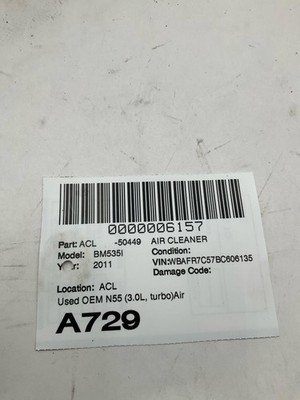 0000006157
Part: ACL -50449 AIR CLEANER
Model: BM535I Condition:
Year: 2011 VIN:WBAFR7C57BC606135
Damage Code:
Location: ACL
Used OEM N55 (3.0L, turbo)Air
A729